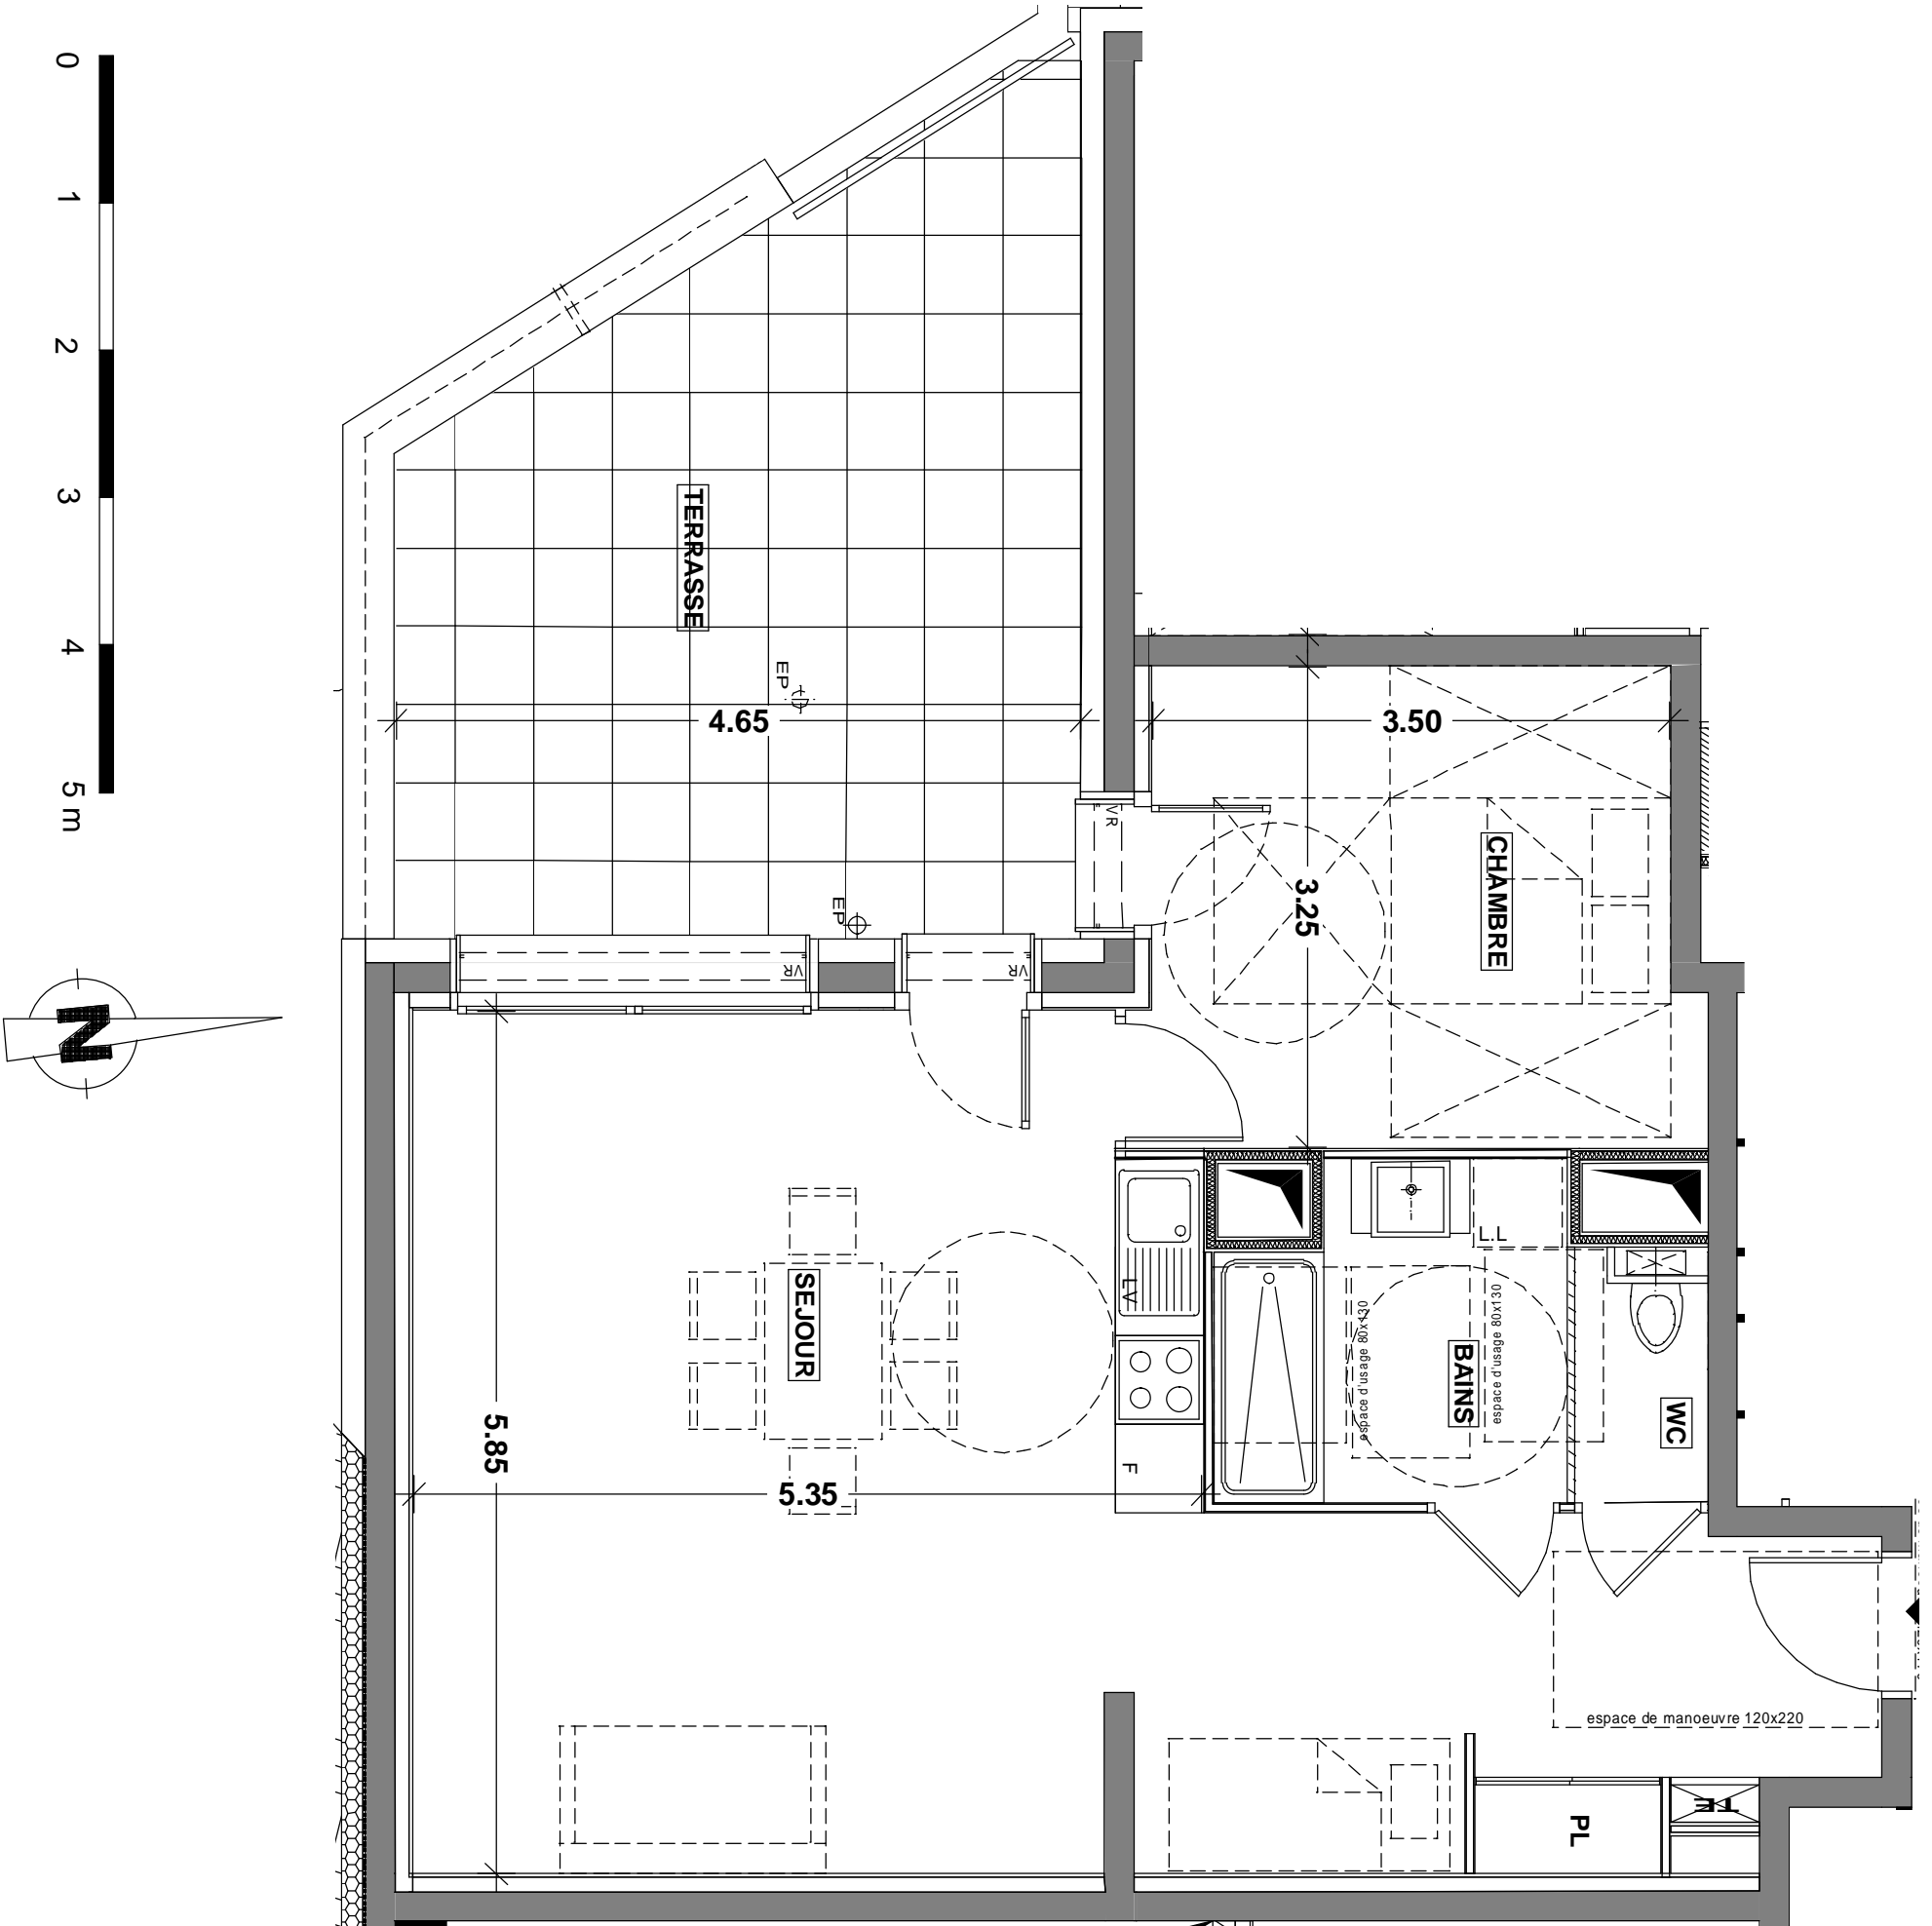 0
1
2
3
4
5 m
N
TERRASSE
EP
4.65
3.50
VR
CHAMBRE
3.25
EP
VR
VR
L.L
LV
SEJOUR
espace d'usage 80x130
espace d'usage 80x130
BAINS
WC
5.85
F
5.35
espace de manoeuvre 120x220
PL
TE